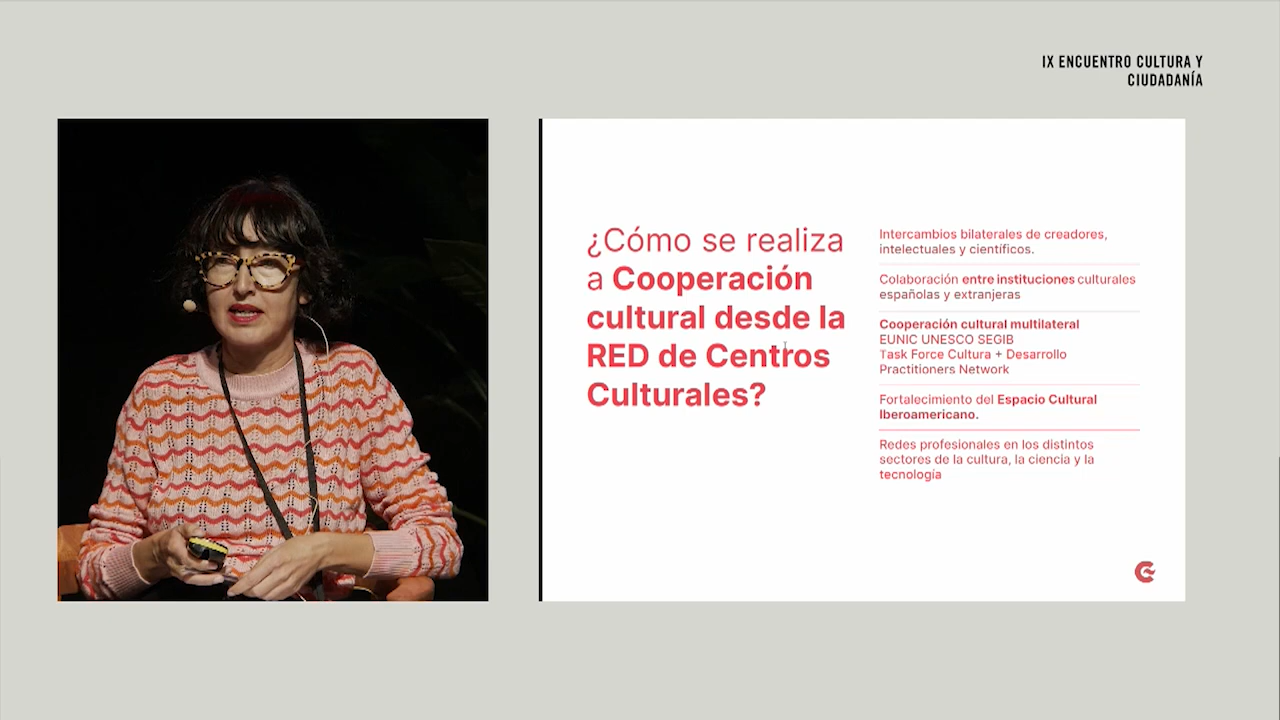 IX ENCUENTRO CULTURA Y
CIUDADANÍA
¿Cómo se realiza
a Cooperación
cultural desde la
RED de Centros
Culturales?
Intercambios bilaterales de creadores,
intelectuales y científicos.
Colaboración entre instituciones culturales
españolas y extranjeras
Cooperación cultural multilateral
EUNIC UNESCO SEGIB
Task Force Cultura + Desarrollo
Practitioners Network
Fortalecimiento del Espacio Cultural
Iberoamericano.
Redes profesionales en los distintos
sectores de la cultura, la ciencia y la
tecnología